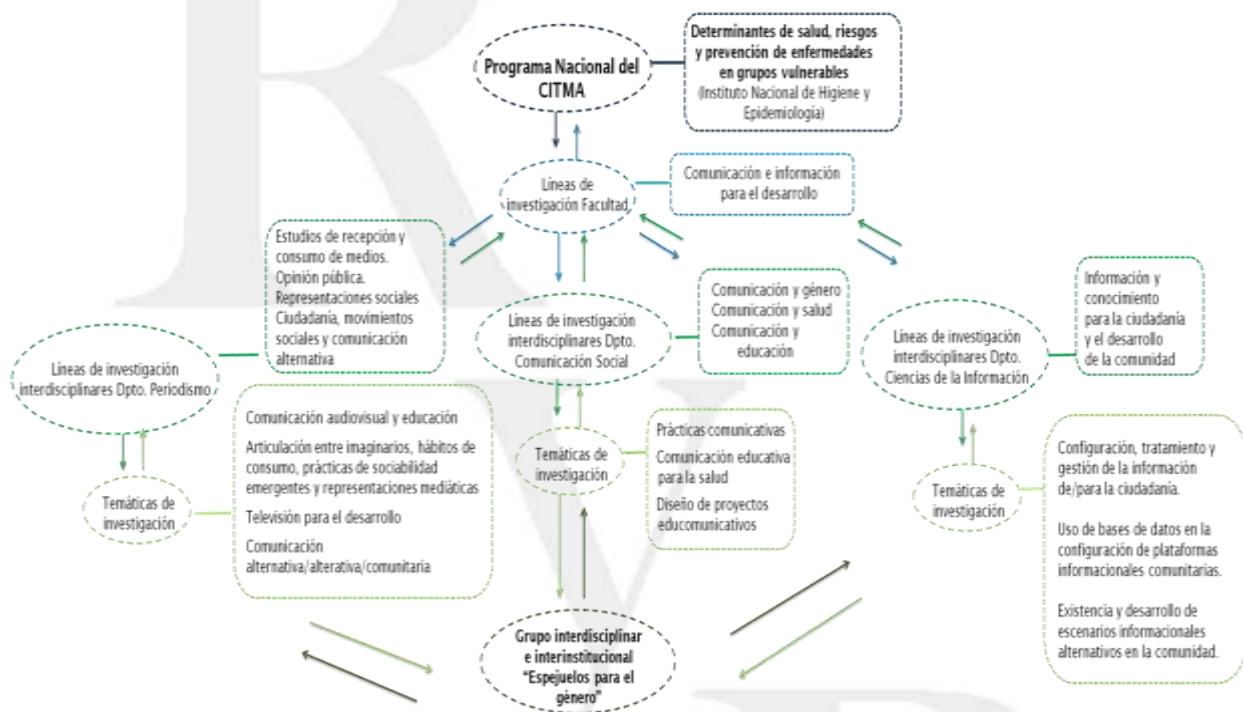 Programa Nacional del
CITMA
Determinantes de salud, riesgos
y prevención de enfermedades
en grupos vulnerables
(Instituto Nacional de Higiene y
Epidemiología)
Líneas de
investigación Facultad
Comunicación e información
para el desarrollo
Estudios de recepción y
consumo de medios.
Opinión pública.
Representaciones sociales
Ciudadanía, movimientos
sociales y comunicación
alternativa
Líneas de investigación
interdisciplinares Dpto. Periodismo
Líneas de investigación
interdisciplinares Dpto.
Comunicación Social
Comunicación y género
Comunicación y salud
Comunicación y
educación
Líneas de investigación
interdisciplinares Dpto.
Ciencias de la Información
Información y
conocimiento
para la ciudadanía
y el desarrollo
de la comunidad
Temáticas de
investigación
Comunicación audiovisual y educación
Articulación entre imaginarios, hábitos de
consumo, prácticas de sociabilidad
emergentes y representaciones mediáticas
Televisión para el desarrollo
Comunicación
alternativa/alterativa/comunitaria
Temáticas de
investigación
Prácticas comunicativas
Comunicación educativa
para la salud
Diseño de proyectos
educomunicativos
Temáticas de
investigación
Configuración, tratamiento y
gestión de la información
de/para la ciudadanía.
Uso de bases de datos en la
configuración de plataformas
informacionales comunitarias.
Existencia y desarrollo de
escenarios informacionales
alternativos en la comunidad.
Grupo interdisciplinar
e interinstitucional
"Espejuelos para el
género"